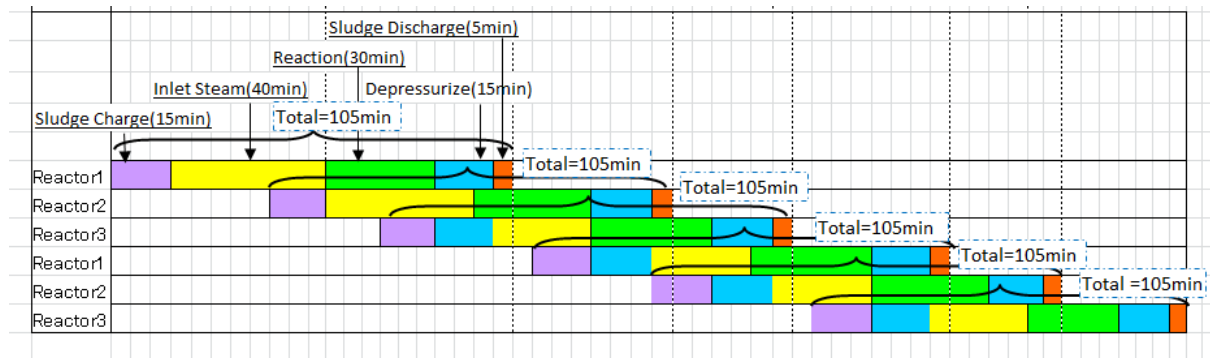 Sludge Discharge(5min)
Reaction(30min)
Inlet Steam(40min)
Depressurize(15min)
Sludge Charge(15min)
Total=105min
Reactor1
Total=105min
Reactor2
Total=105min
Reactor3
Total=105min
Reactor1
Total=105min
Reactor2
Total =105min
Reactor3